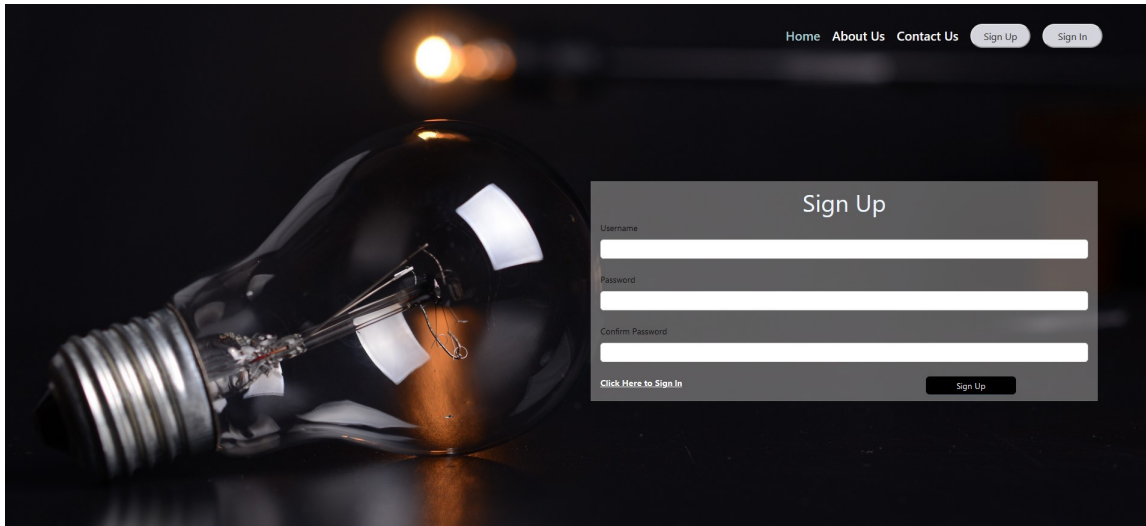 Home About Us Contact Us Sign Up Sign In
Sign Up
Username
Password
Confirm Password
Click Here to Sign In Sign Up